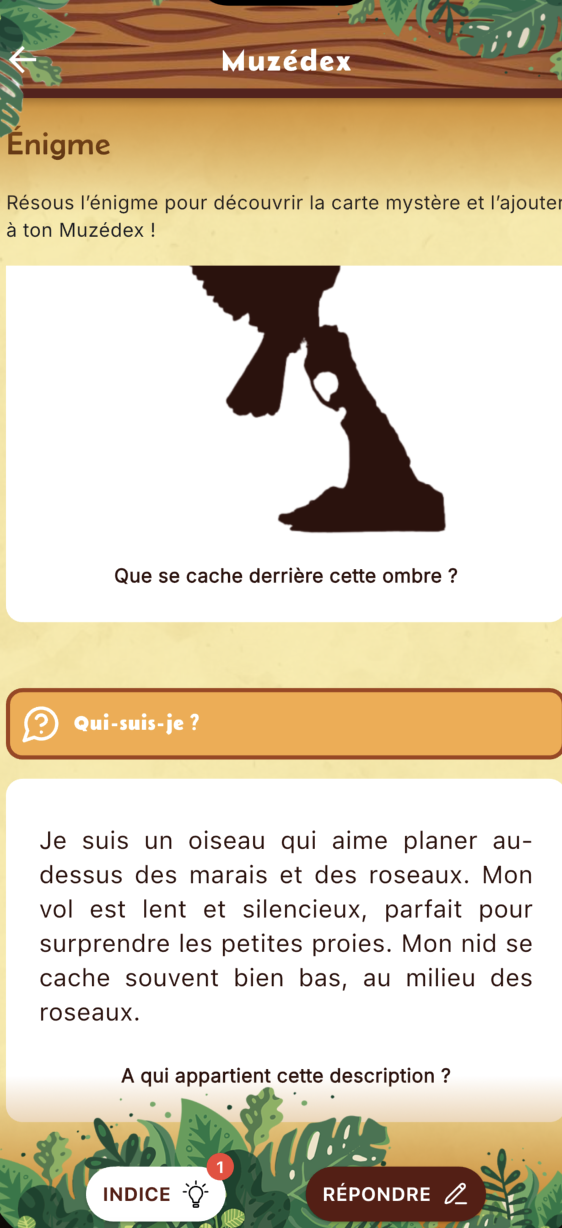 Muzédex
Énigme
Résous l’énigme pour découvrir la carte mystère et l’ajouter
à ton Muzédex !
Que se cache derrière cette ombre ?
Qui-suis-je ?
Je suis un oiseau qui aime planer au-
dessus des marais et des roseaux. Mon
vol est lent et silencieux, parfait pour
surprendre les petites proies. Mon nid se
cache souvent bien bas, au milieu des
roseaux.
A qui appartient cette description ?
1
INDICE
RÉPONDRE